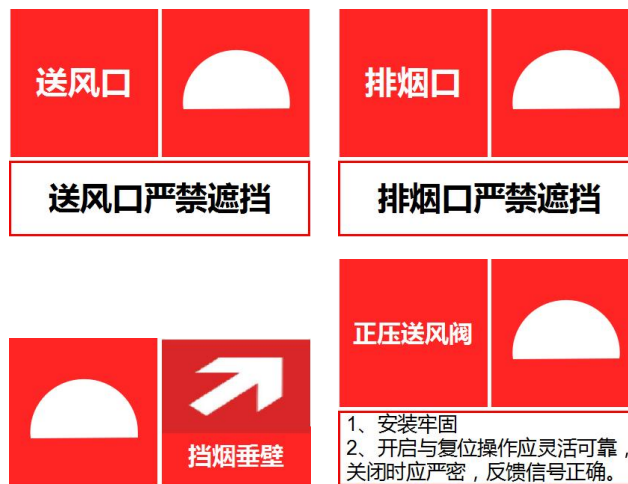 送风口
送风口严禁遮挡
排烟口
排烟口严禁遮挡
挡烟垂壁
正压送风阀
1、安装牢固
2、开启与复位操作应灵活可靠，
关闭时应严密，反馈信号正确。